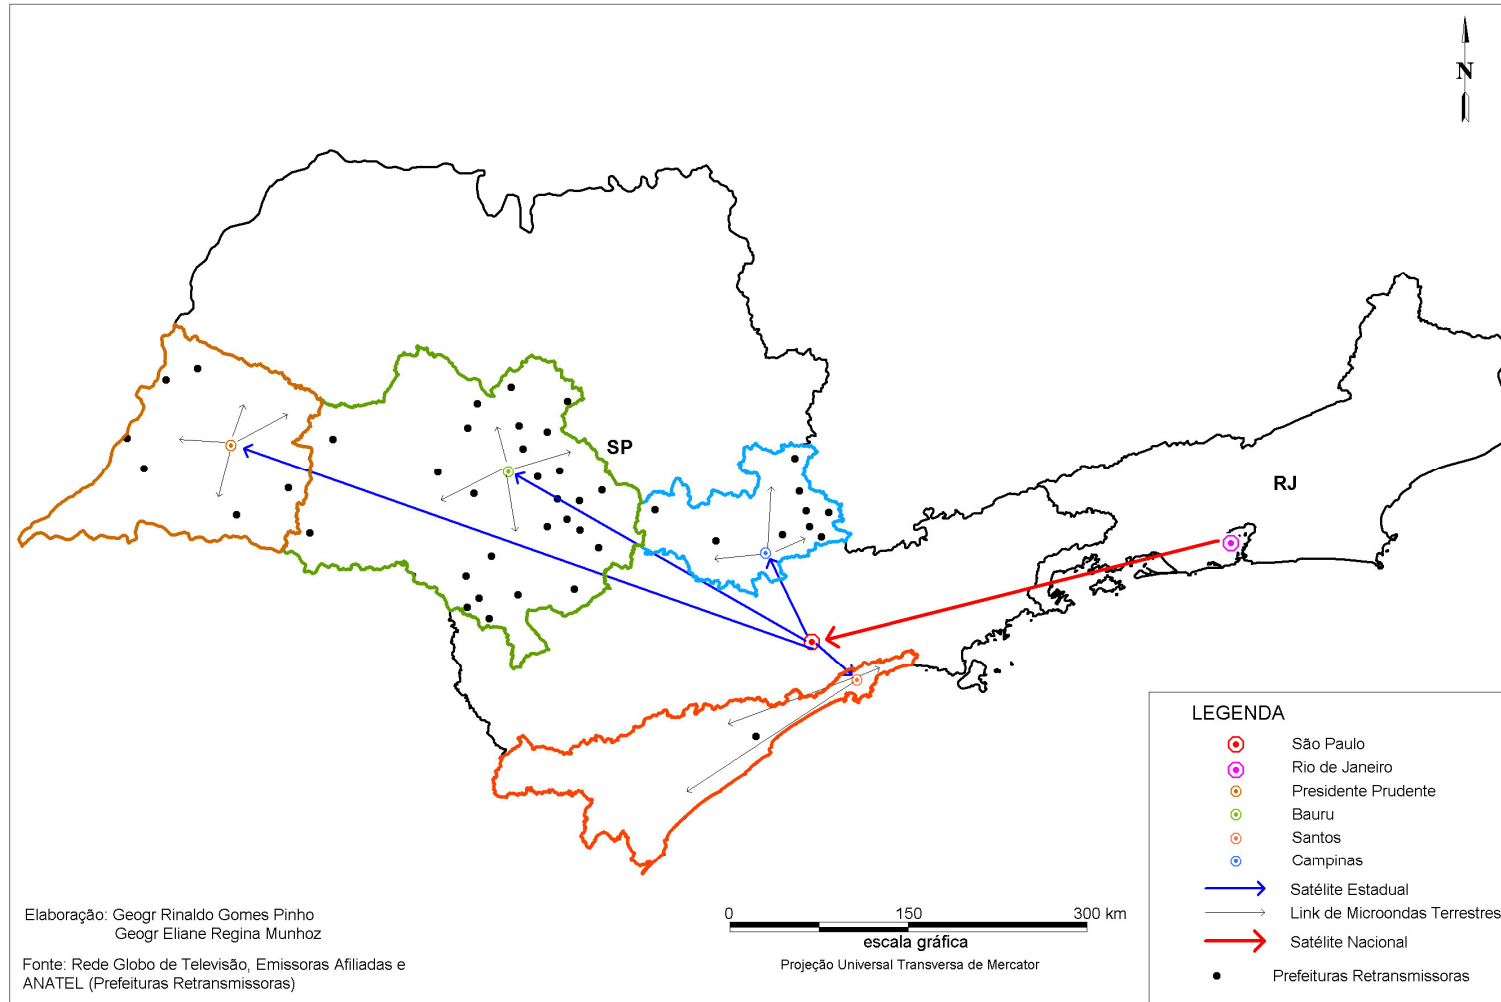 N
SP
RJ
LEGENDA
São Paulo
Rio de Janeiro
Presidente Prudente
Bauru
Santos
Campinas
Satélite Estadual
Link de Microondas Terrestres
Satélite Nacional
Prefeituras Retransmissoras
Elaboração: Geogr Rinaldo Gomes Pinho
Geogr Eliane Regina Munhoz
Fonte: Rede Globo de Televisão, Emissoras Afiliadas e
ANATEL (Prefeituras Retransmissoras)
0 150 300 km
escala gráfica
Projeção Universal Transversa de Mercator